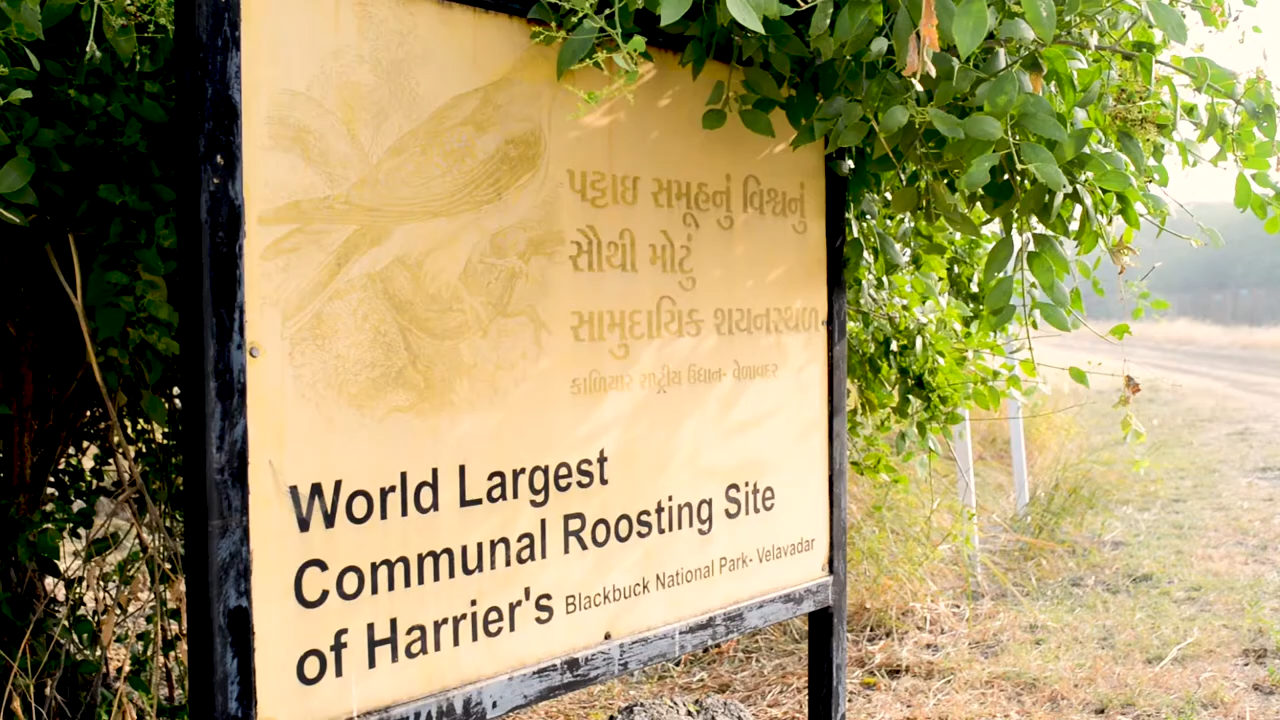 પટ્ટાઇ સમૂહનું વિશ્વનું
સૌથી મોટું
સામુદાયિક શયનસ્થળ
કાળિયાર રાષ્ટ્રીય ઉદ્યાન- વેળાવદર
World Largest
Communal Roosting Site
of Harrier's Blackbuck National Park- Velavadar